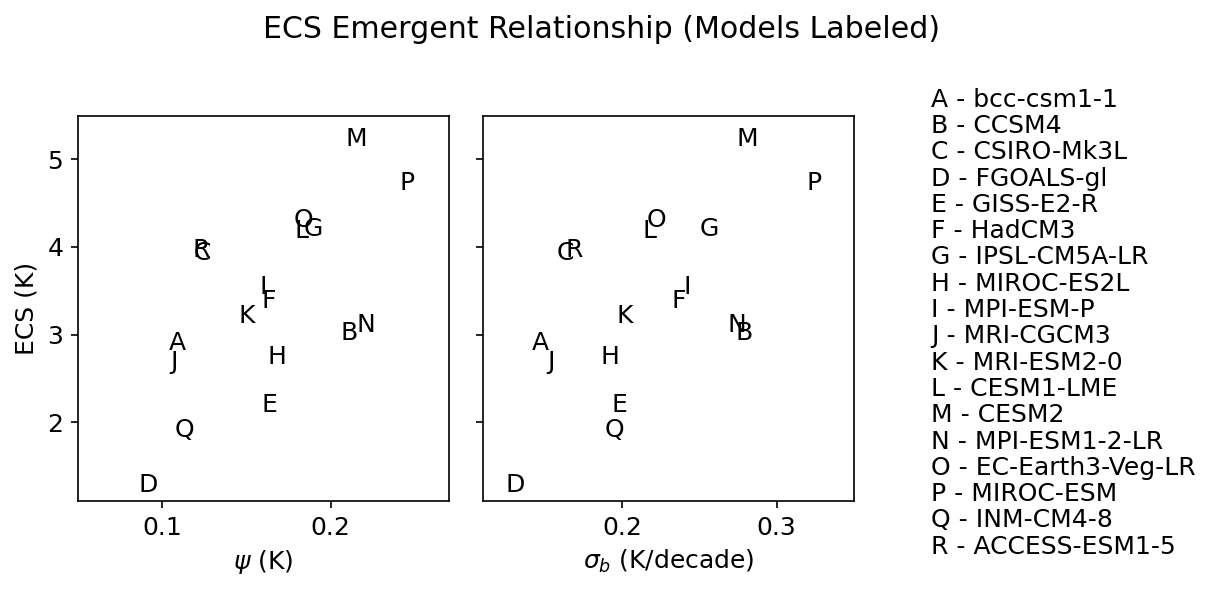 ECS Emergent Relationship (Models Labeled)
ECS (K)
5
4
3
2
M
P
O
L
G
R
C
I
F
K
N
B
A
J
H
E
Q
D
0.1
0.2
ψ (K)
M
P
O
L
G
R
C
I
F
K
N
B
A
J
H
E
Q
D
0.2
0.3
σ_b (K/decade)
A - bcc-csm1-1
B - CCSM4
C - CSIRO-Mk3L
D - FGOALS-gl
E - GISS-E2-R
F - HadCM3
G - IPSL-CM5A-LR
H - MIROC-ES2L
I - MPI-ESM-P
J - MRI-CGCM3
K - MRI-ESM2-0
L - CESM1-LME
M - CESM2
N - MPI-ESM1-2-LR
O - EC-Earth3-Veg-LR
P - MIROC-ESM
Q - INM-CM4-8
R - ACCESS-ESM1-5